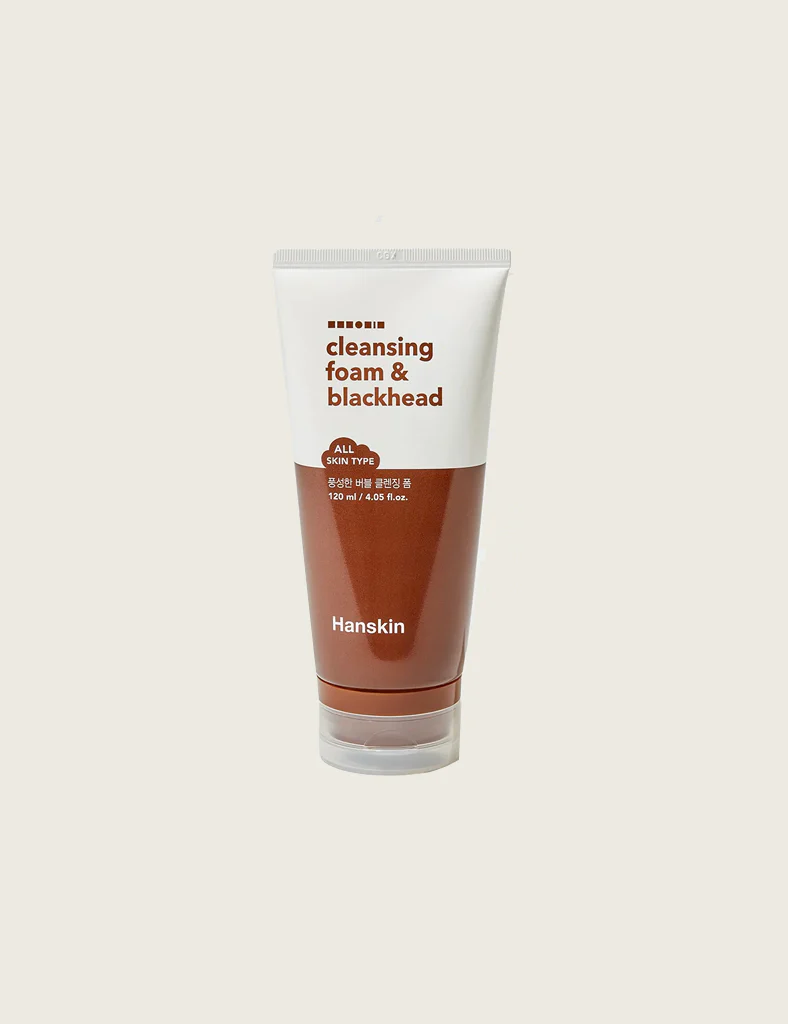 cleansing
foam &
blackhead
ALL
SKIN TYPE
풍성한 버블 클렌징 폼
120 ml / 4.05 fl.oz.
Hanskin